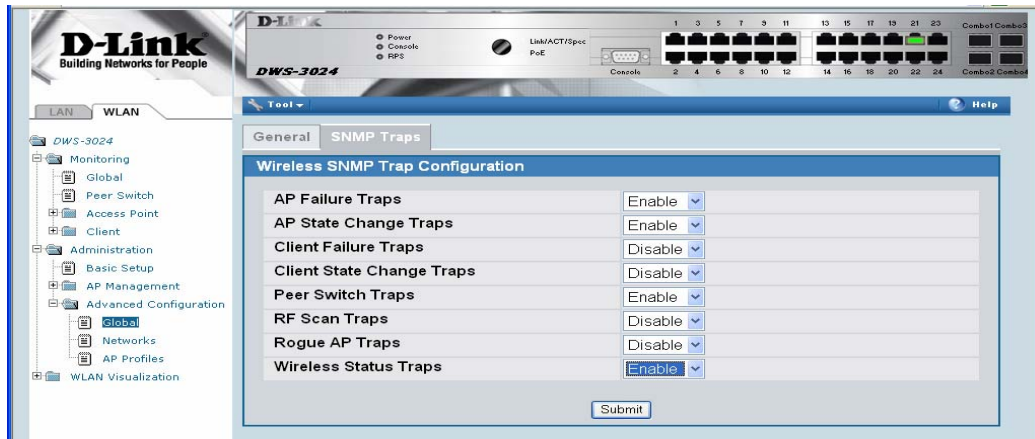 D-Link
Building Networks for People
D-Link
Power
Console
RPS
Link/ACT/Spee
PoE
Console
DWS-3024
1 3 5 7 9 11 13 15 17 19 21 23
2 4 6 8 10 12 14 16 18 20 22 24
Combo1 Combo3
Combo2 Combo4
LAN
WLAN
Tool
Help
DWS-3024
Monitoring
Global
Peer Switch
Access Point
Client
Administration
Basic Setup
AP Management
Advanced Configuration
Global
Networks
AP Profiles
WLAN Visualization
General
SNMP Traps
Wireless SNMP Trap Configuration
AP Failure Traps Enable
AP State Change Traps Enable
Client Failure Traps Disable
Client State Change Traps Disable
Peer Switch Traps Enable
RF Scan Traps Disable
Rogue AP Traps Disable
Wireless Status Traps Enable
Submit